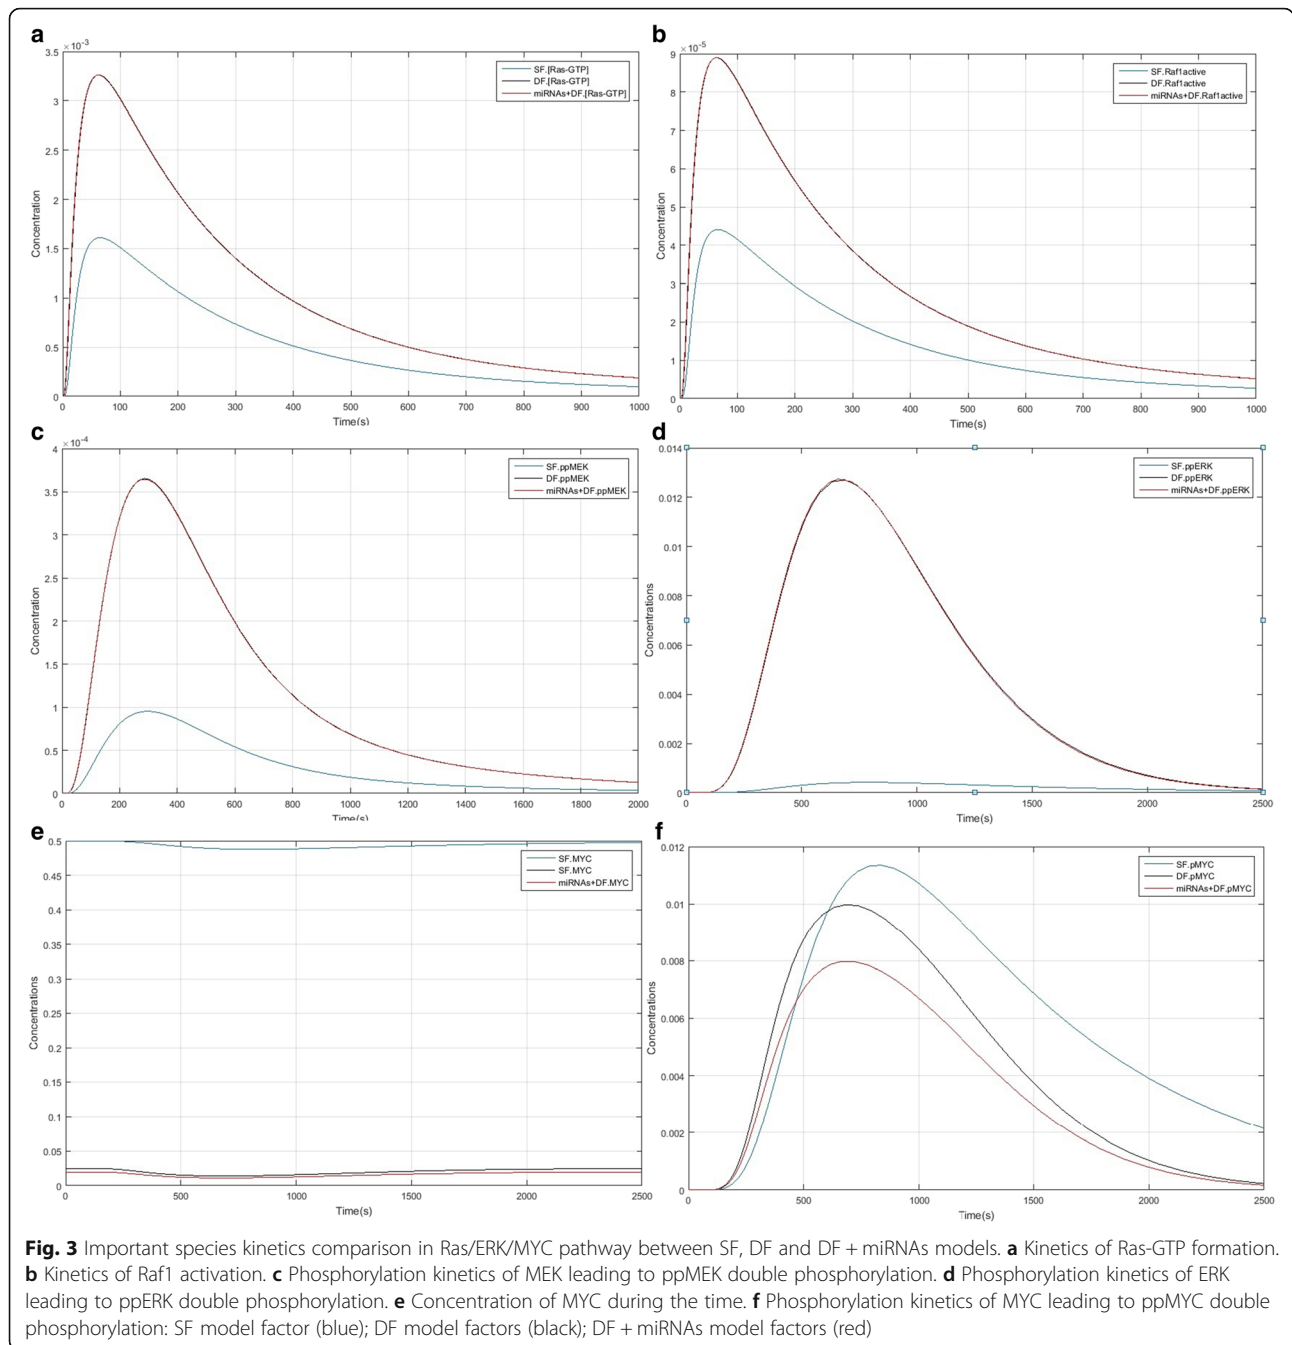 a
×10⁻³
3.5
3
2.5
2
1.5
1
0.5
0
Concentration
0 100 200 300 400 500 600 700 800 900 1000
Time(s)
SF.[Ras-GTP]
DF.[Ras-GTP]
miRNAs+DF.[Ras-GTP]
b
×10⁻⁵
9
8
7
6
5
4
3
2
1
0
Concentration
0 100 200 300 400 500 600 700 800 900 1000
Time(s)
SF.Raf1active
DF.Raf1active
miRNAs+DF.Raf1active
c
×10⁻⁴
4
3.5
3
2.5
2
1.5
1
0.5
0
Concentration
0 200 400 600 800 1000 1200 1400 1600 1800 2000
Time(s)
SF.ppMEK
DF.ppMEK
miRNAs+DF.ppMEK
d
0.014
0.012
0.01
0.008
0.006
0.004
0.002
0
Concentrations
0 500 1000 1500 2000 2500
Time(s)
SF.ppERK
DF.ppERK
miRNAs+DF.ppERK
e
0.5
0.45
0.4
0.35
0.3
0.25
0.2
0.15
0.1
0.05
0
Concentrations
0 500 1000 1500 2000 2500
Time(s)
SF.MYC
SF.MYC
miRNAs+DF.MYC
f
0.012
0.01
0.008
0.006
0.004
0.002
0
Concentrations
0 500 1000 1500 2000 2500
Time(s)
SF.pMYC
DF.pMYC
miRNAs+DF.pMYC
Fig. 3 Important species kinetics comparison in Ras/ERK/MYC pathway between SF, DF and DF + miRNAs models. a Kinetics of Ras-GTP formation.
b Kinetics of Raf1 activation. c Phosphorylation kinetics of MEK leading to ppMEK double phosphorylation. d Phosphorylation kinetics of ERK
leading to ppERK double phosphorylation. e Concentration of MYC during the time. f Phosphorylation kinetics of MYC leading to ppMYC double
phosphorylation: SF model factor (blue); DF model factors (black); DF + miRNAs model factors (red)